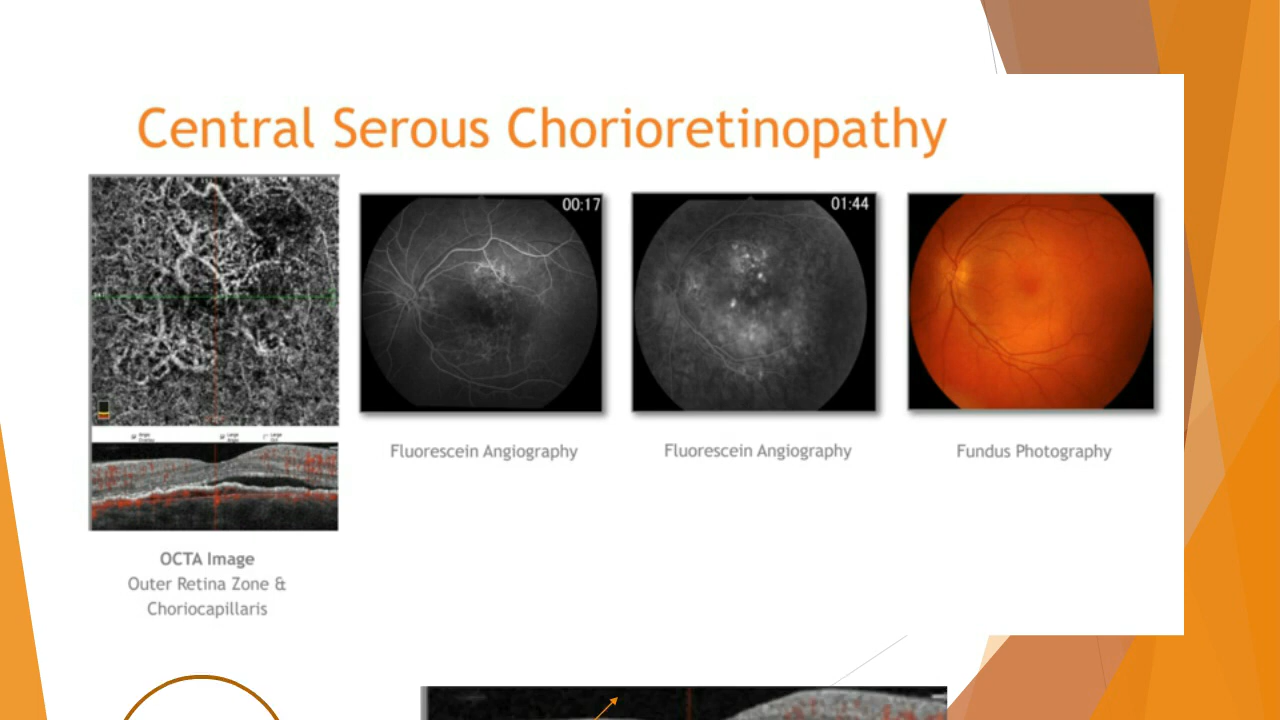 Central Serous Chorioretinopathy
00:17
01:44
Fluorescein Angiography
Fluorescein Angiography
Fundus Photography
OCTA Image
Outer Retina Zone &
Choriocapillaris